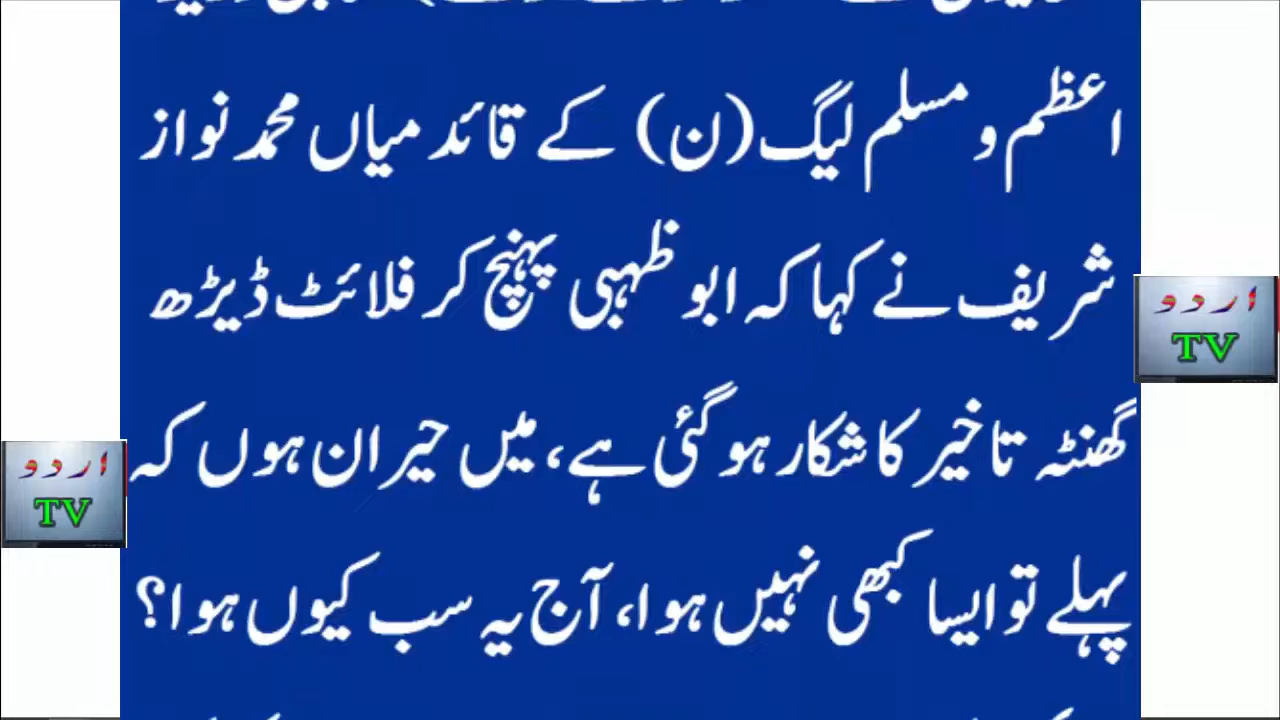 اعظم و مسلم لیگ (ن) کے قائد میاں محمد نواز
شریف نے کہا کہ ابو ظہبی پہنچ کر فلائٹ ڈیڑھ
گھنٹہ تاخیر کا شکار ہو گئی ہے، میں حیران ہوں کہ
پہلے تو ایسا کبھی نہیں ہوا، آج یہ سب کیوں ہوا؟
اردو
TV
اردو
TV